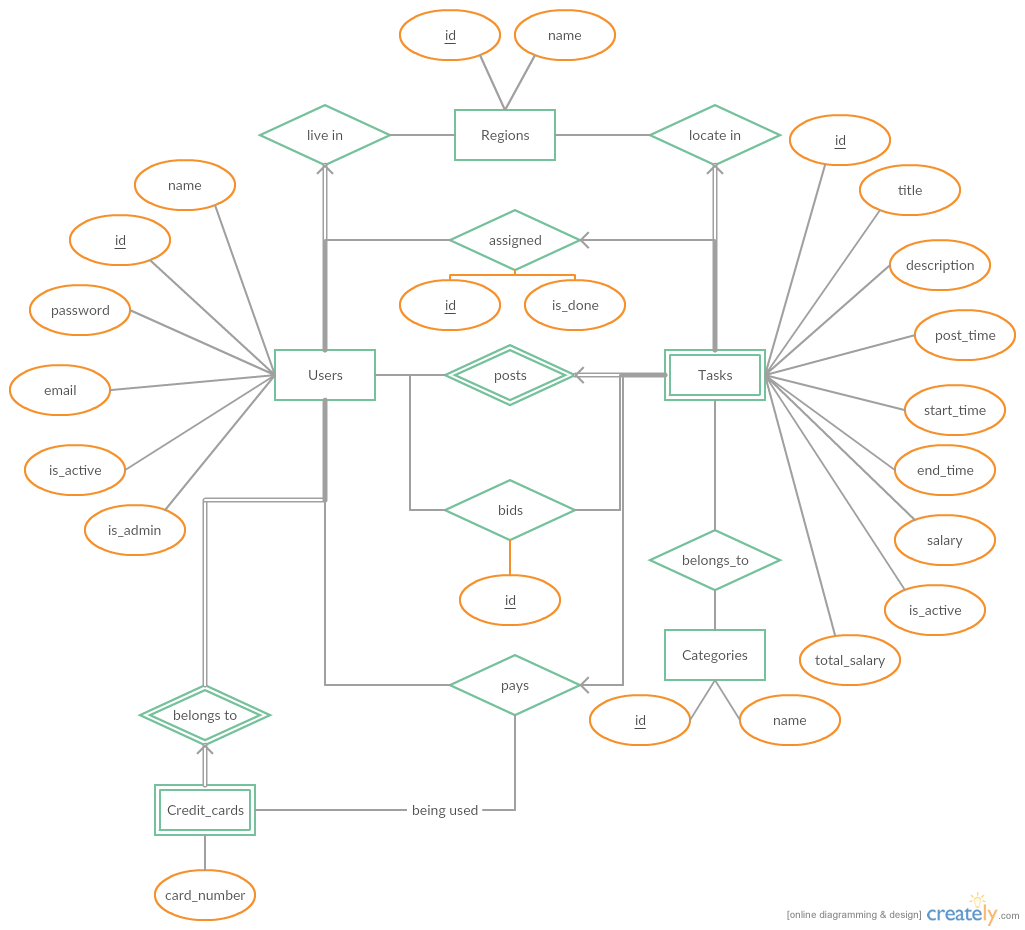 id
name
live in
Regions
locate in
id
name
title
id
assigned
description
password
id
is_done
post_time
Users
posts
Tasks
email
start_time
is_active
end_time
bids
is_admin
salary
belongs_to
id
is_active
Categories
total_salary
pays
belongs to
id
name
Credit_cards
being used
card_number
[online diagramming & design]
creately.com